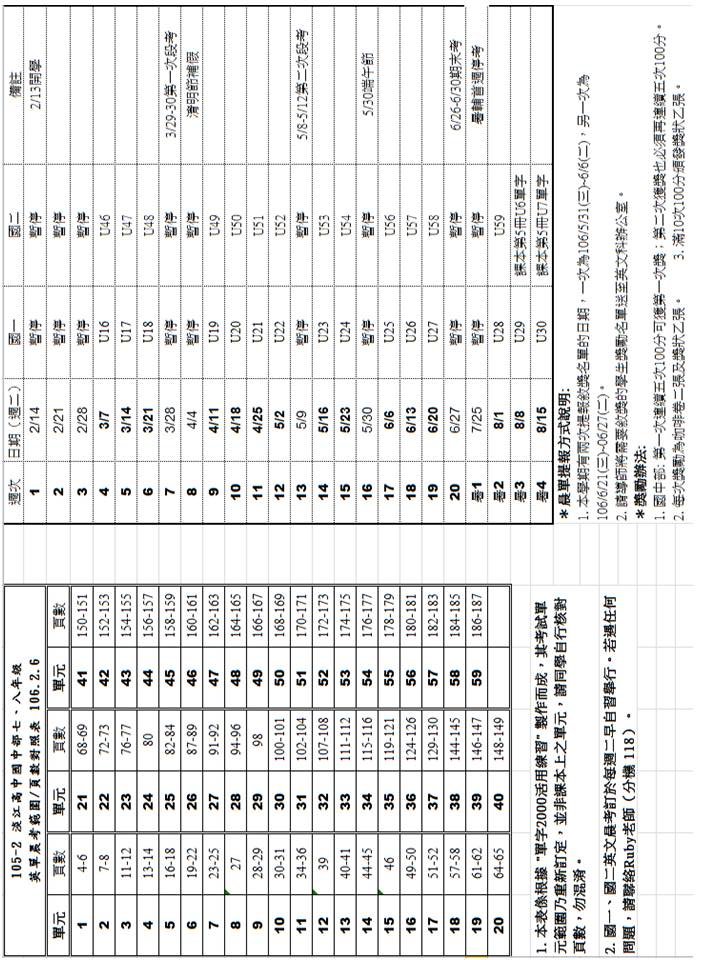 105-2 淡江高中國中部七、八年級
英單晨考範圍/頁數對照表 106.2.6
單元 頁數 單元 頁數 單元 頁數
1 4-6 21 68-69 41 150-151
2 7-8 22 72-73 42 152-153
3 11-12 23 76-77 43 154-155
4 13-14 24 80 44 156-157
5 16-18 25 82-84 45 158-159
6 19-22 26 87-89 46 160-161
7 23-25 27 91-92 47 162-163
8 27 28 94-96 48 164-165
9 28-29 29 98 49 166-167
10 30-31 30 100-101 50 168-169
11 34-36 31 102-104 51 170-171
12 39 32 107-108 52 172-173
13 40-41 33 111-112 53 174-175
14 44-45 34 115-116 54 176-177
15 46 35 119-121 55 178-179
16 49-50 36 124-126 56 180-181
17 51-52 37 129-130 57 182-183
18 57-58 38 144-145 58 184-185
19 61-62 39 146-147 59 186-187
20 64-65 40 148-149
1. 本表係根據 "單字2000活用練習" 製作而成，其考試單
元範圍乃重新訂定，並非課本上之單元，請同學自行核對
頁數，勿混淆。
2. 國一、國二英文晨考訂於每週二早自習舉行。若遇任何
問題，請聯絡Ruby老師（分機 118）。
週次 日期（週二） 國一 國二 備註
1 2/14 暫停 暫停 2/13開學
2 2/21 暫停 暫停
3 2/28 暫停 暫停
4 3/7 U16 U46
5 3/14 U17 U47
6 3/21 U18 U48
7 3/28 暫停 暫停 3/29-30第一次段考
8 4/4 暫停 暫停 清明節補假
9 4/11 U19 U49
10 4/18 U20 U50
11 4/25 U21 U51
12 5/2 U22 U52
13 5/9 暫停 暫停 5/8-5/12第二次段考
14 5/16 U23 U53
15 5/23 U24 U54
16 5/30 暫停 暫停 5/30端午節
17 6/6 U25 U56
18 6/13 U26 U57
19 6/20 U27 U58
20 6/27 暫停 暫停 6/26-6/30期末考
暑1 7/25 暫停 暫停 暑輔首週停考
暑2 8/1 U28 U59
暑3 8/8 U29 課本第5冊U6單字
暑4 8/15 U30 課本第5冊U7單字
＊晨單提報方式說明:
1. 本學期有兩次提報敘獎名單的日期，一次為106/5/31(三)~6/6(二)，另一次為
106/6/21(三)~06/27(二)。
2. 請導師將需要敘獎的學生獎勵名單送至英文科辦公室。
＊獎勵辦法:
1. 國中部: 第一次連續五次100分可獲第一次獎；第二次獲獎也必須再連續五次100分。
2. 每次獎勵為咖啡卷二張及獎狀乙張。 3. 滿10次100分頒發獎狀乙張。